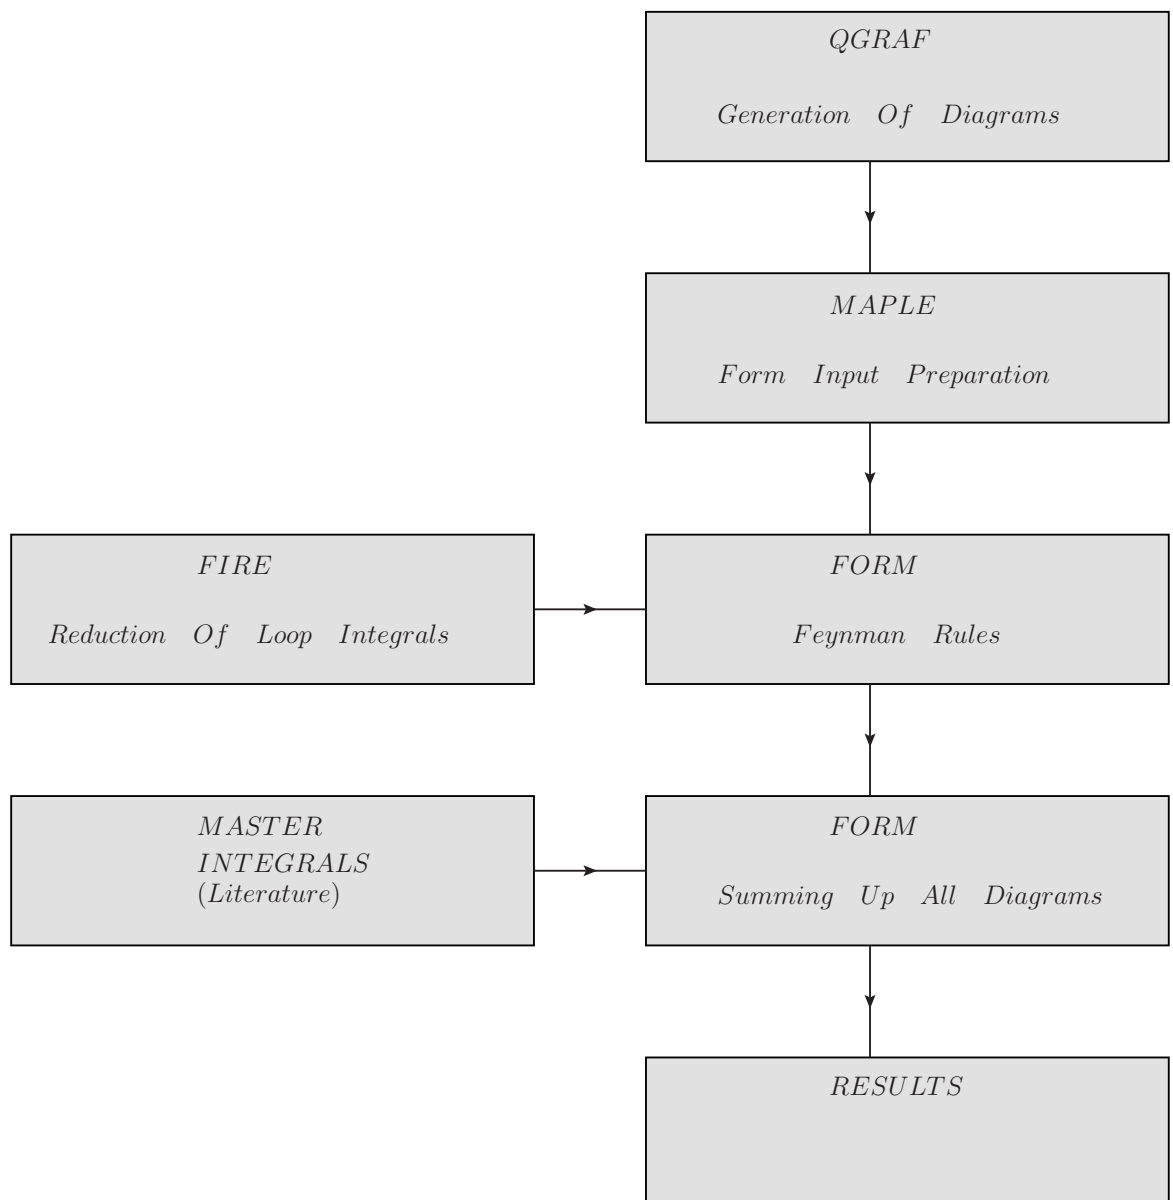 QGRAF
Generation Of Diagrams
MAPLE
Form Input Preparation
FIRE
Reduction Of Loop Integrals
FORM
Feynman Rules
MASTER
INTEGRALS
(Literature)
FORM
Summing Up All Diagrams
RESULTS